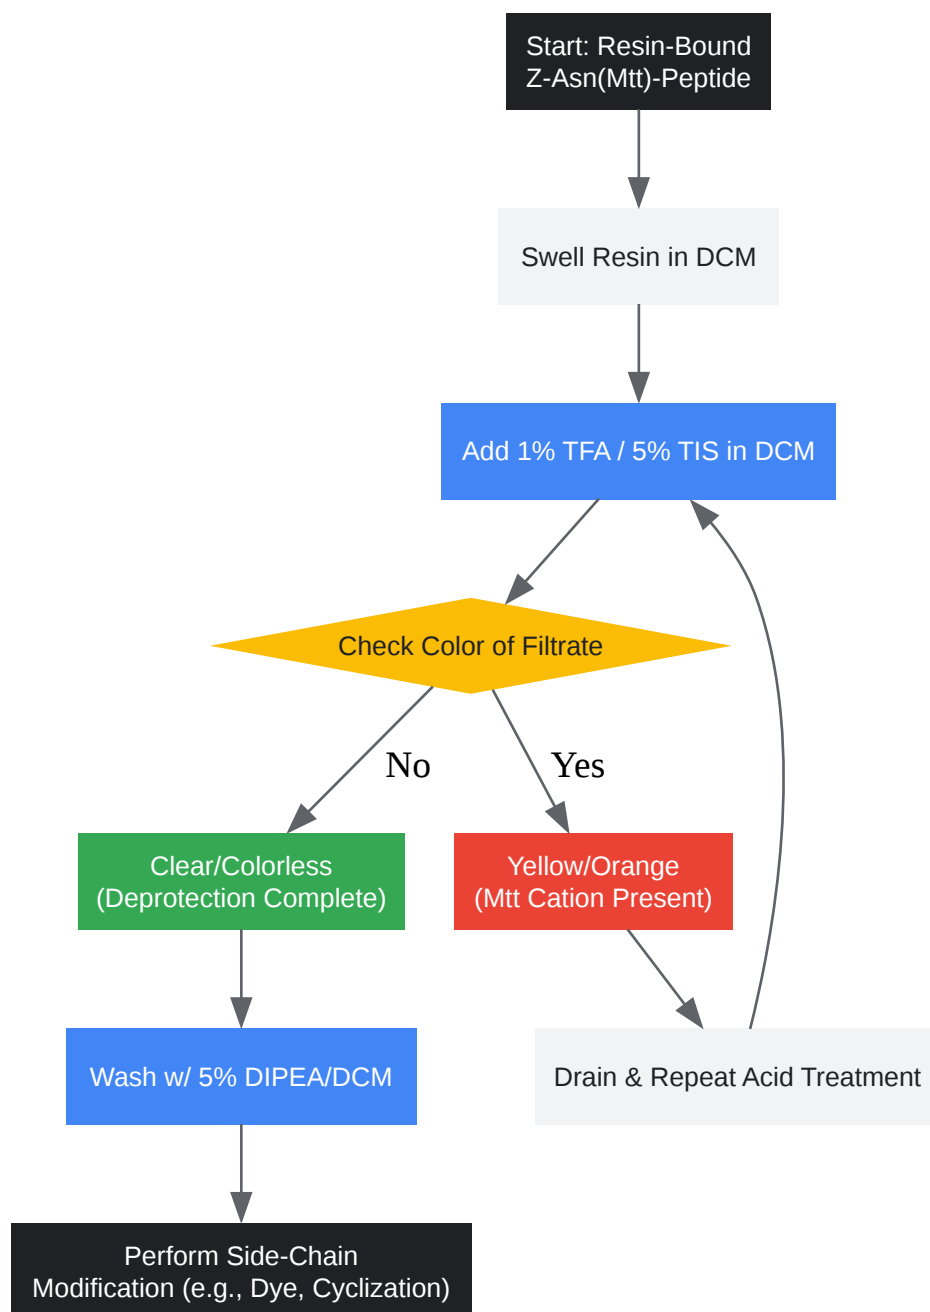 Start: Resin-Bound
Z-Asn(Mtt)-Peptide
Swell Resin in DCM
Add 1% TFA / 5% TIS in DCM
Check Color of Filtrate
No
Yes
Clear/Colorless
(Deprotection Complete)
Yellow/Orange
(Mtt Cation Present)
Wash w/ 5% DIPEA/DCM
Drain & Repeat Acid Treatment
Perform Side-Chain
Modification (e.g., Dye, Cyclization)